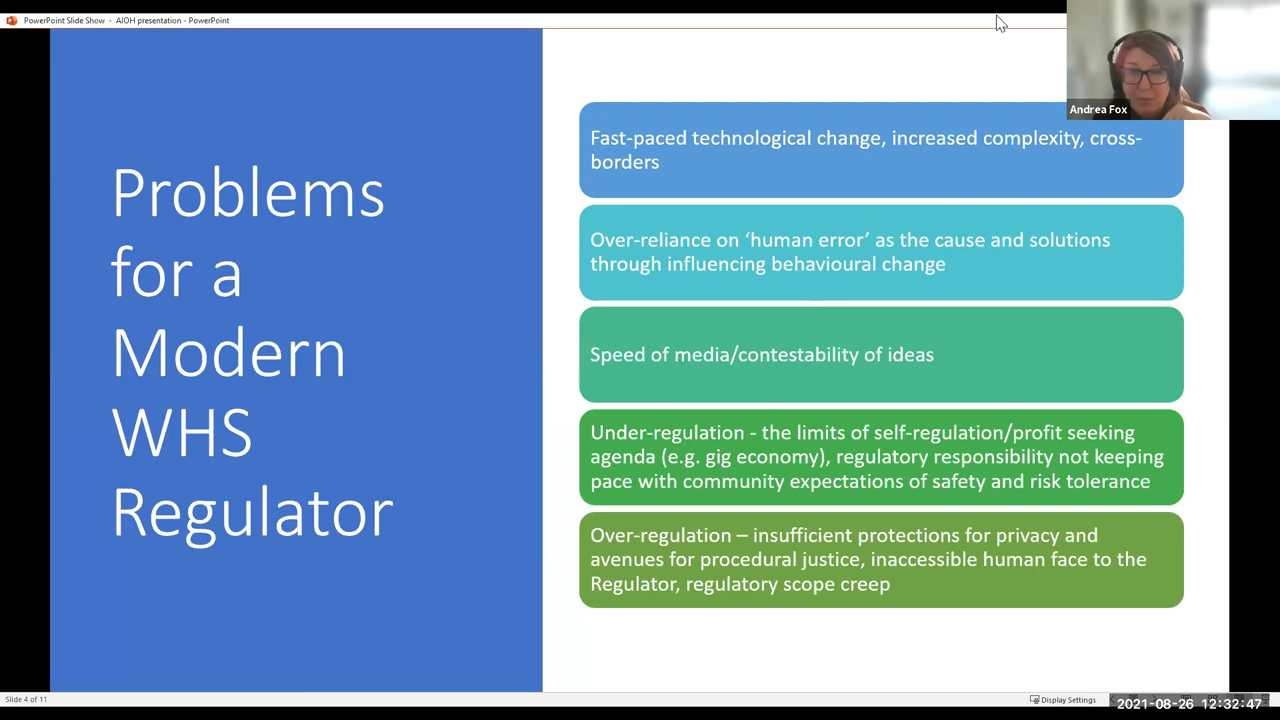 PowerPoint Slide Show - AIOH presentation - PowerPoint
Andrea Fox
Problems
for a
Modern
WHS
Regulator
Fast-paced technological change, increased complexity, cross-
borders
Over-reliance on ‘human error’ as the cause and solutions
through influencing behavioural change
Speed of media/contestability of ideas
Under-regulation - the limits of self-regulation/profit seeking
agenda (e.g. gig economy), regulatory responsibility not keeping
pace with community expectations of safety and risk tolerance
Over-regulation – insufficient protections for privacy and
avenues for procedural justice, inaccessible human face to the
Regulator, regulatory scope creep
Slide 4 of 11
Display Settings
2021-08-26 12:32:47